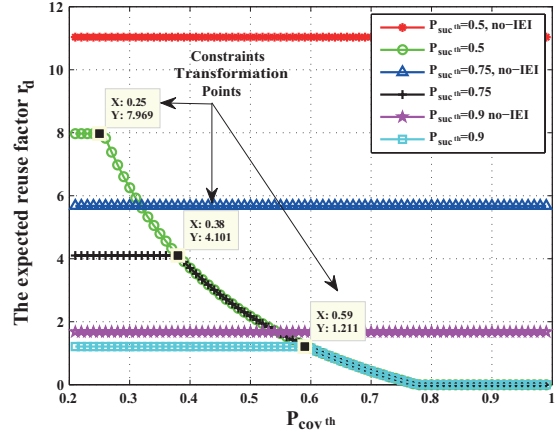 The expected reuse factor r_d
12
10
8
6
4
2
0
0.2
0.3
0.4
0.5
0.6
0.7
0.8
0.9
1
P_cov^th
Constraints
Transformation
Points
X: 0.25
Y: 7.969
X: 0.38
Y: 4.101
X: 0.59
Y: 1.211
P_suc^th=0.5, no-IEI
P_suc^th=0.5
P_suc^th=0.75, no-IEI
P_suc^th=0.75
P_suc^th=0.9 no-IEI
P_suc^th=0.9